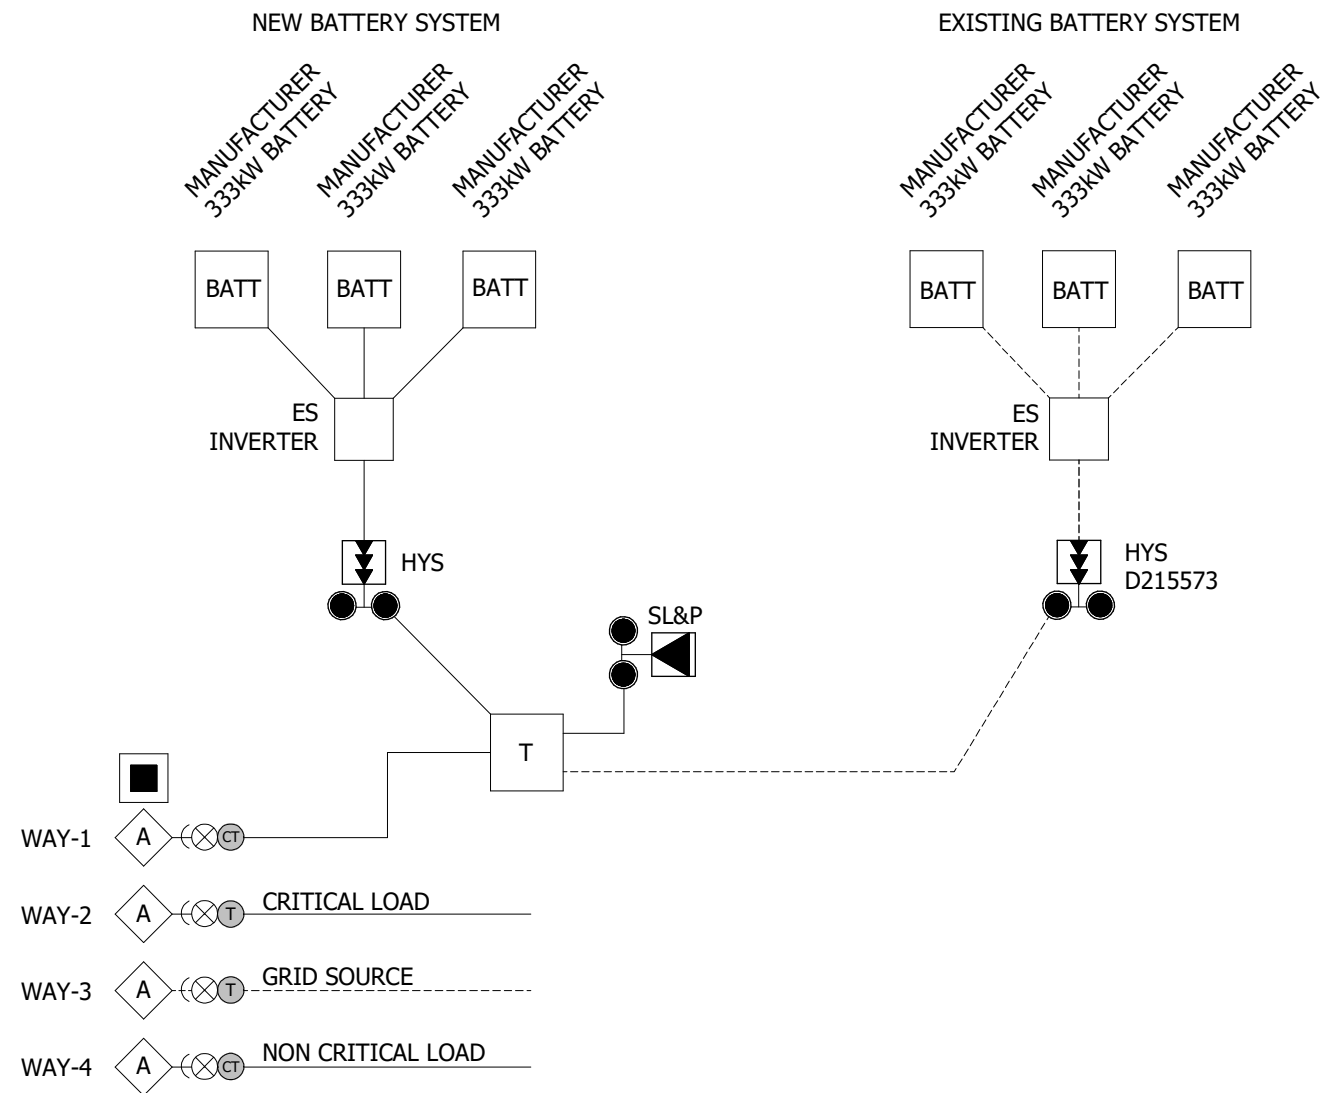 NEW BATTERY SYSTEM
EXISTING BATTERY SYSTEM
MANUFACTURER
333kW BATTERY
MANUFACTURER
333kW BATTERY
MANUFACTURER
333kW BATTERY
MANUFACTURER
333kW BATTERY
MANUFACTURER
333kW BATTERY
MANUFACTURER
333kW BATTERY
BATT
BATT
BATT
BATT
BATT
BATT
ES
INVERTER
ES
INVERTER
HYS
HYS
D215573
SL&P
T
WAY-1
A
CT
WAY-2
A
T
CRITICAL LOAD
WAY-3
A
T
GRID SOURCE
WAY-4
A
CT
NON CRITICAL LOAD